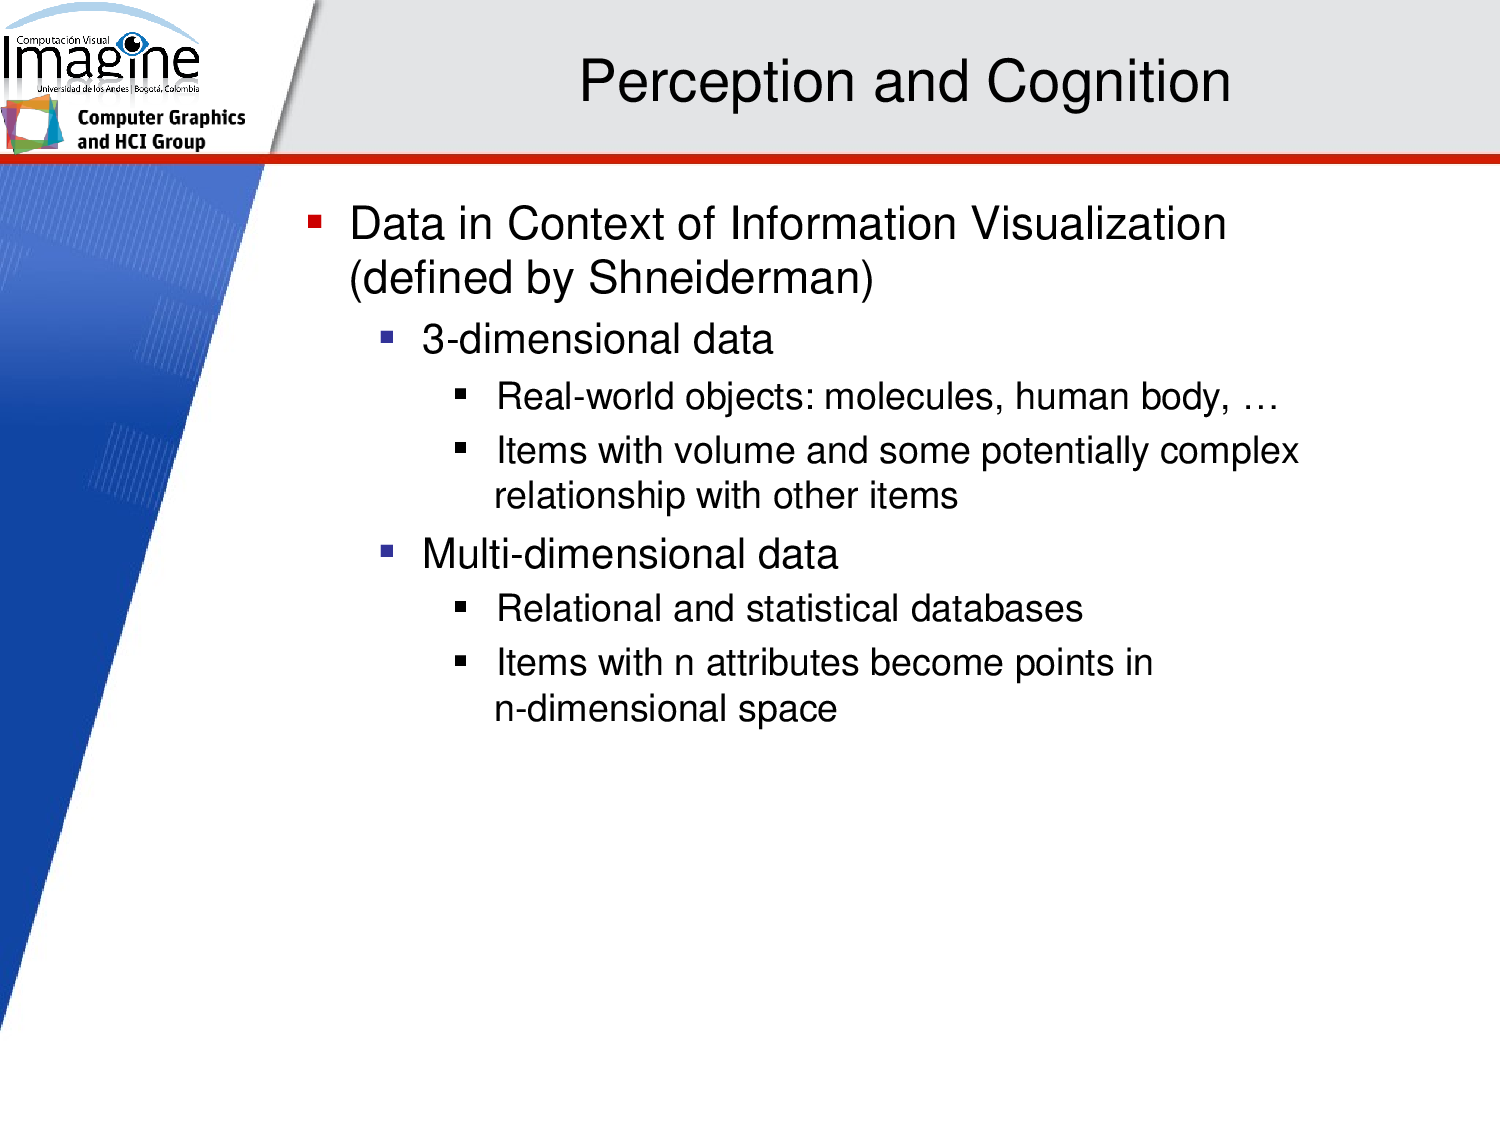 Computación Visual
Imagine
Universidad de los Andes | Bogotá, Colombia
Computer Graphics
and HCI Group
Perception and Cognition
▪ Data in Context of Information Visualization
(defined by Shneiderman)
▪ 3-dimensional data
▪ Real-world objects: molecules, human body, …
▪ Items with volume and some potentially complex
relationship with other items
▪ Multi-dimensional data
▪ Relational and statistical databases
▪ Items with n attributes become points in
n-dimensional space